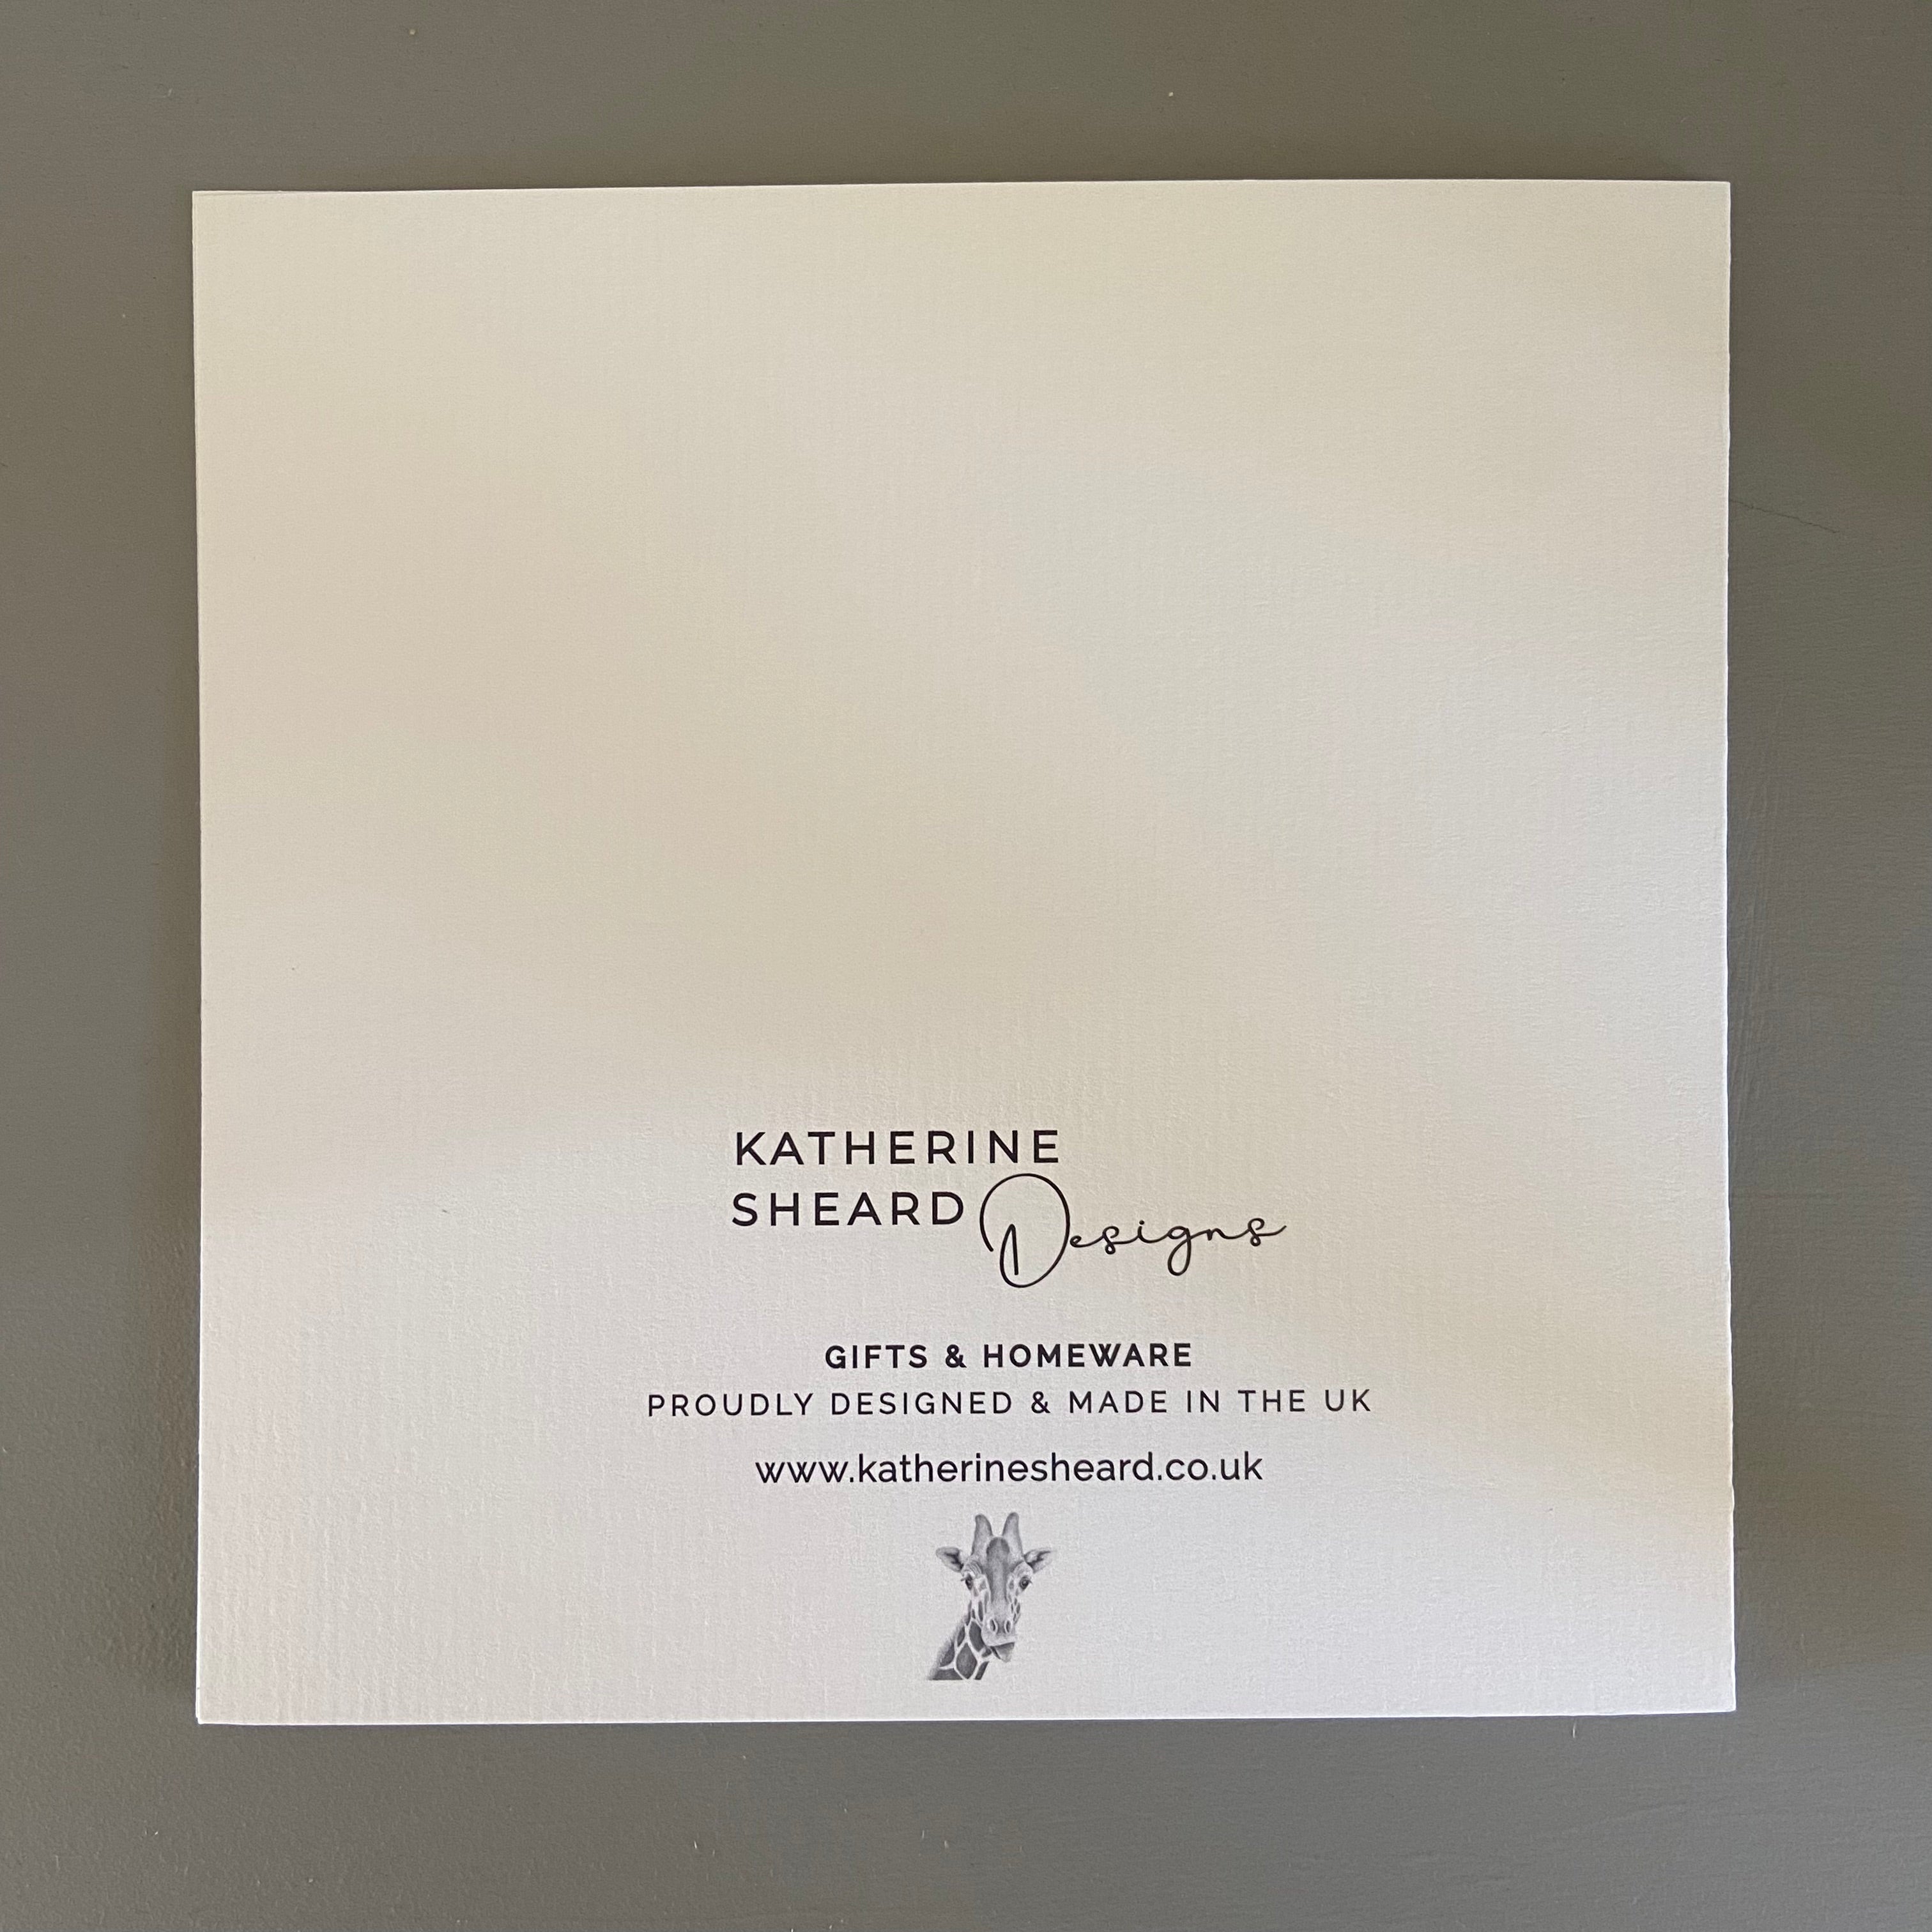 KATHERINE
SHEARD Designs
GIFTS & HOMEWARE
PROUDLY DESIGNED & MADE IN THE UK
www.katherinesheard.co.uk